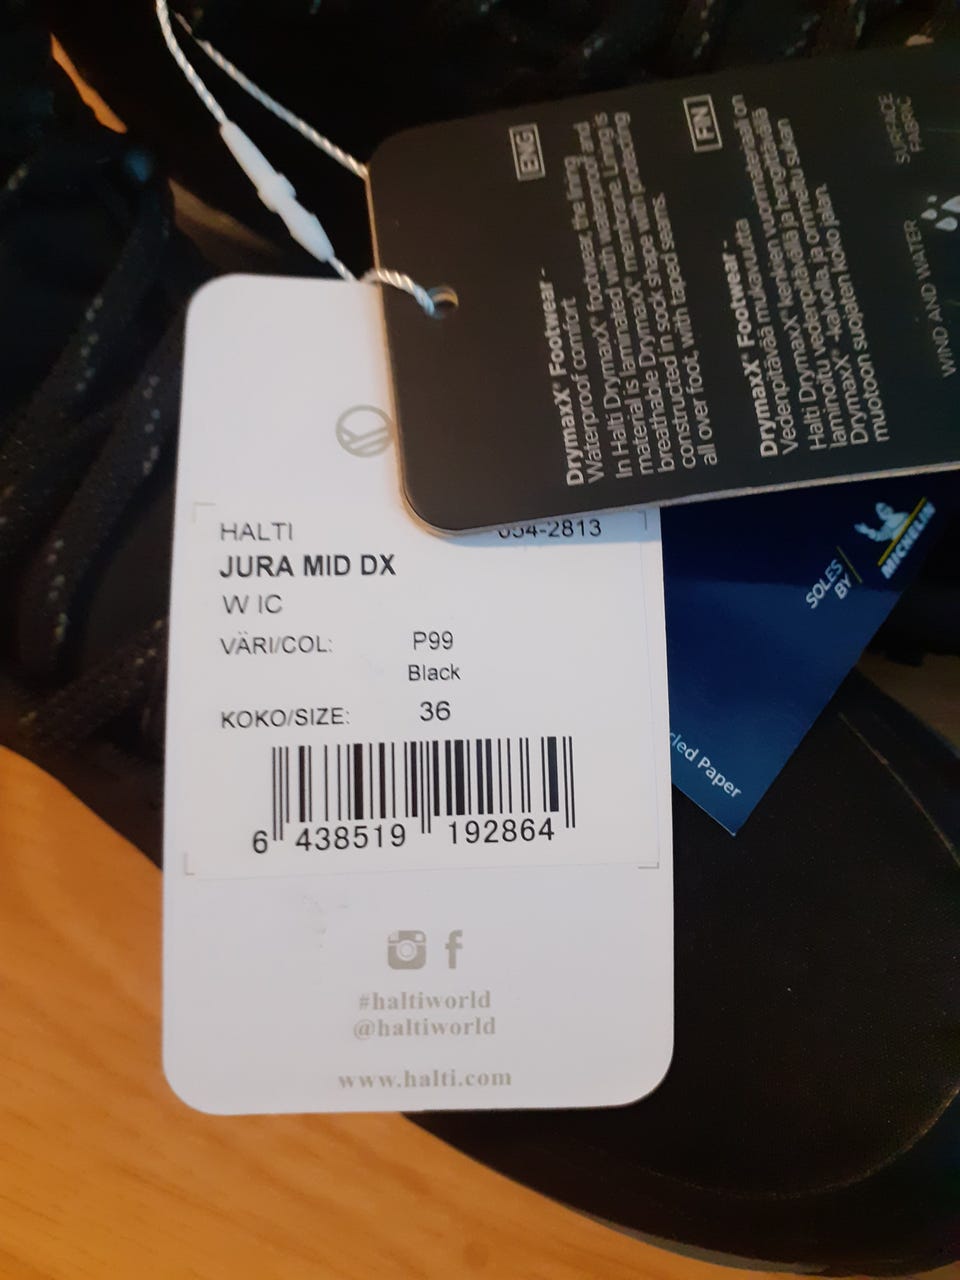 HALTI
054-2813
JURA MID DX
W IC
VÄRI/COL:
P99
Black
KOKO/SIZE:
36
6 438519 192864
#haltiworld
@haltiworld
www.halti.com
ENG
DrymaxX® Footwear -
Waterproof comfort
In Halti DrymaxX® footwear, the lining
material is laminated with waterproof and
breathable DrymaxX® membrane. Lining is
constructed in sock shape with protecting
all over foot, with taped seams.
FIN
DrymaxX® Footwear -
Vedenpitävää mukavuutta
Halti DrymaxX® kenkien vuorimateriaali on
laminoitu vedenpitävällä ja hengittävällä
DrymaxX® -kalvolla, ja ommeltu sukan
muotoon suojaten koko jalan.
SURFACE
FABRIC
WIND AND WATER
SOLES
BY
MICHELIN
cled Paper